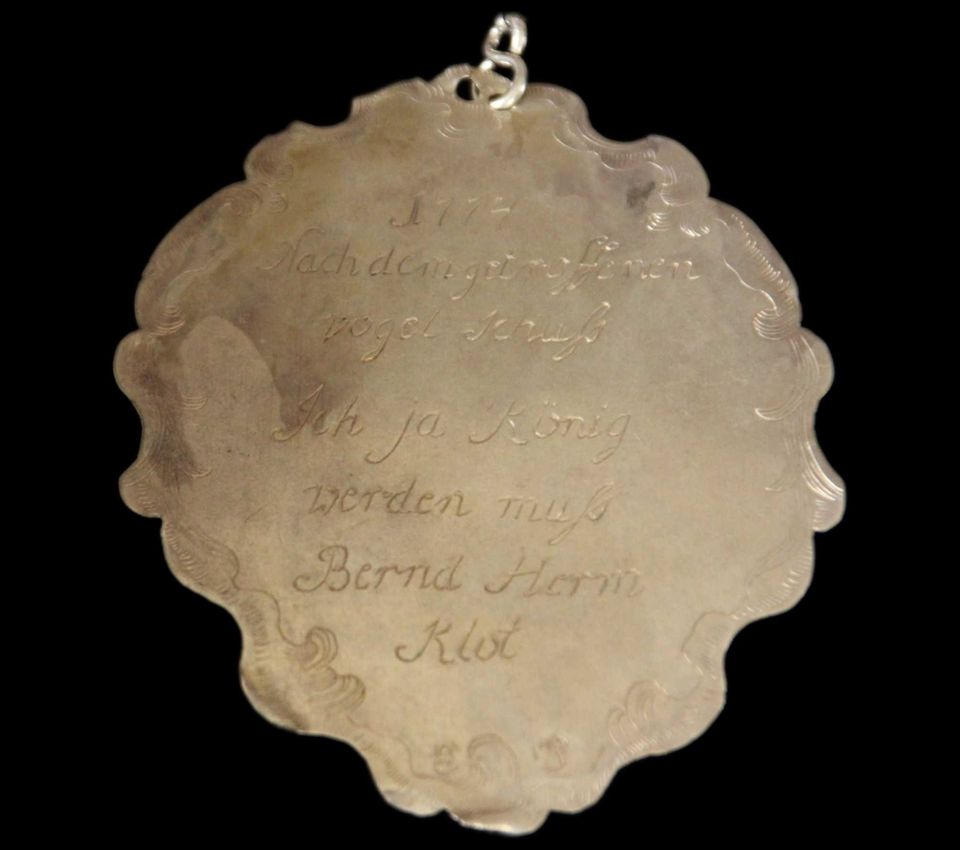 1774
Nach dem getroffenen
vogel schuß
Ich ja König
werden muß
Bernd Herm
Klot